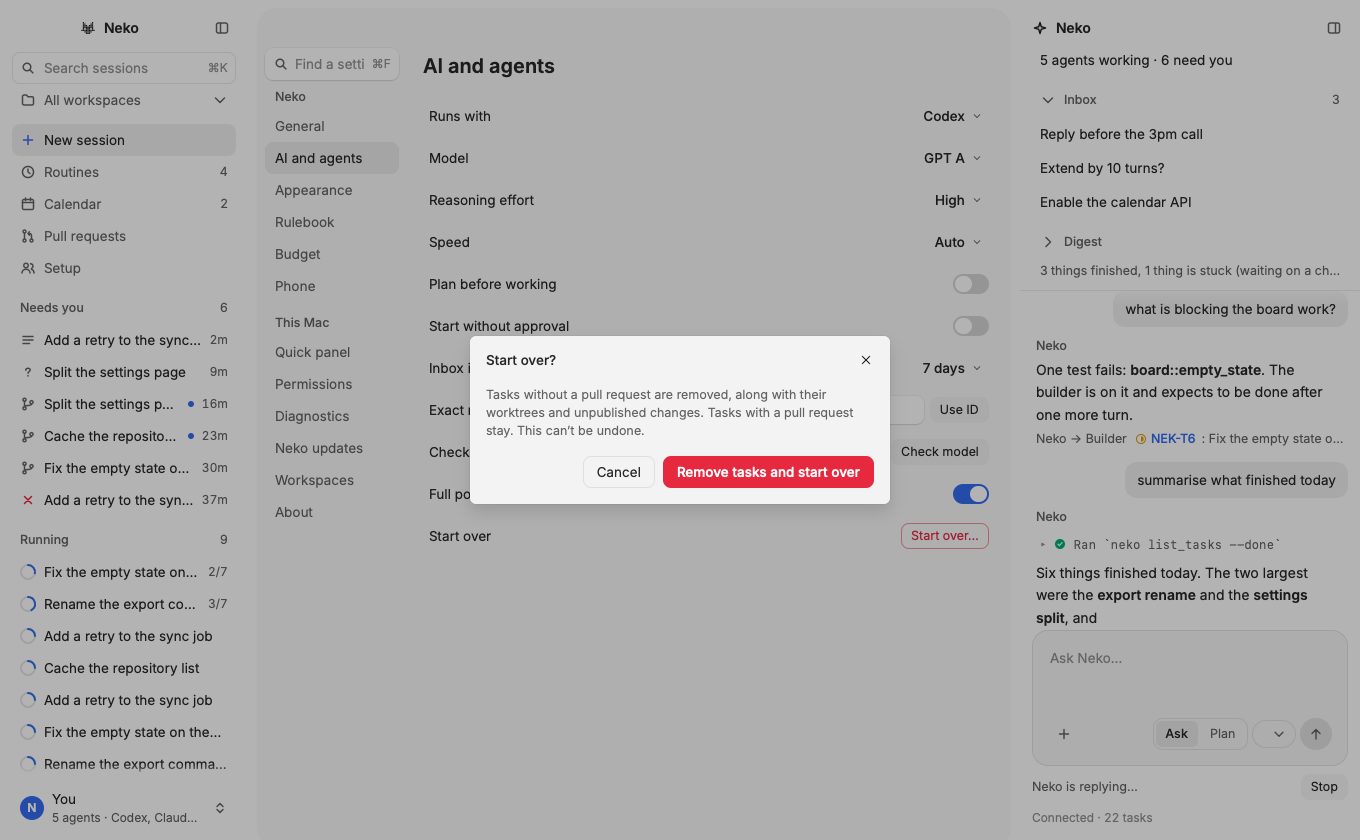 Neko
Search sessions ⌘K
All workspaces
New session
Routines 4
Calendar 2
Pull requests
Setup
Needs you 6
Add a retry to the sync... 2m
Split the settings page 9m
Split the settings p... 16m
Cache the reposito... 23m
Fix the empty state o... 30m
Add a retry to the syn... 37m
Running 9
Fix the empty state on... 2/7
Rename the export co... 3/7
Add a retry to the sync job
Cache the repository list
Add a retry to the sync job
Fix the empty state on the...
Rename the export comma...
N
You
5 agents · Codex, Claud...
Find a setti ⌘F
Neko
General
AI and agents
Appearance
Rulebook
Budget
Phone
This Mac
Quick panel
Permissions
Diagnostics
Neko updates
Workspaces
About
AI and agents
Runs with Codex
Model GPT A
Reasoning effort High
Speed Auto
Plan before working
Start without approval
Inbox 7 days
Exact Use ID
Check Check model
Full
Start over Start over...
Start over?
Tasks without a pull request are removed, along with their
worktrees and unpublished changes. Tasks with a pull request
stay. This can't be undone.
Cancel Remove tasks and start over
Neko
5 agents working · 6 need you
Inbox 3
Reply before the 3pm call
Extend by 10 turns?
Enable the calendar API
Digest
3 things finished, 1 thing is stuck (waiting on a ch...
what is blocking the board work?
Neko
One test fails: board::empty_state. The
builder is on it and expects to be done after
one more turn.
Neko → Builder NEK-T6 : Fix the empty state o...
summarise what finished today
Neko
Ran `neko list_tasks --done`
Six things finished today. The two largest
were the export rename and the settings
split, and
Ask Neko...
Ask Plan
Neko is replying... Stop
Connected · 22 tasks